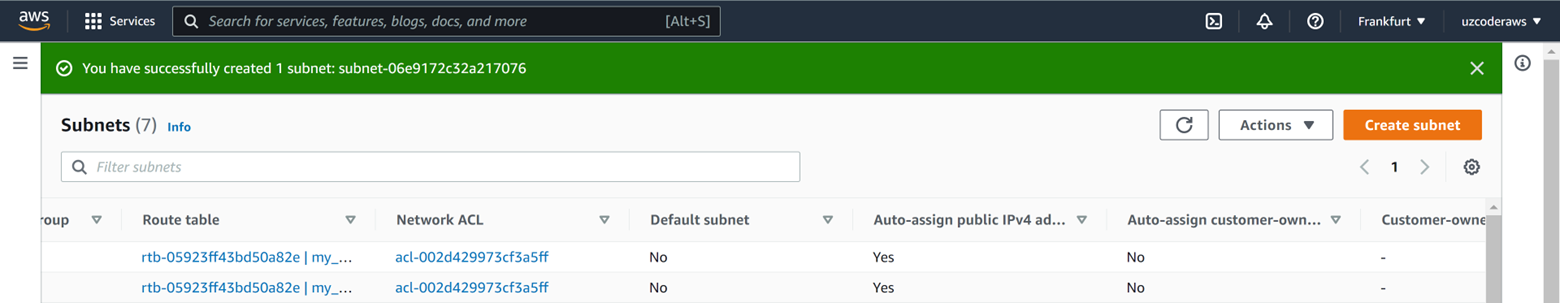 aws Services Search for services, features, blogs, docs, and more [Alt+S] Frankfurt uzcoderaws
You have successfully created 1 subnet: subnet-06e9172c32a217076
Subnets (7) Info Actions Create subnet
Filter subnets 1
roup Route table Network ACL Default subnet Auto-assign public IPv4 ad... Auto-assign customer-own... Customer-owne
rtb-05923ff43bd50a82e | my_... acl-002d429973cf3a5ff No Yes No -
rtb-05923ff43bd50a82e | my_... acl-002d429973cf3a5ff No Yes No -